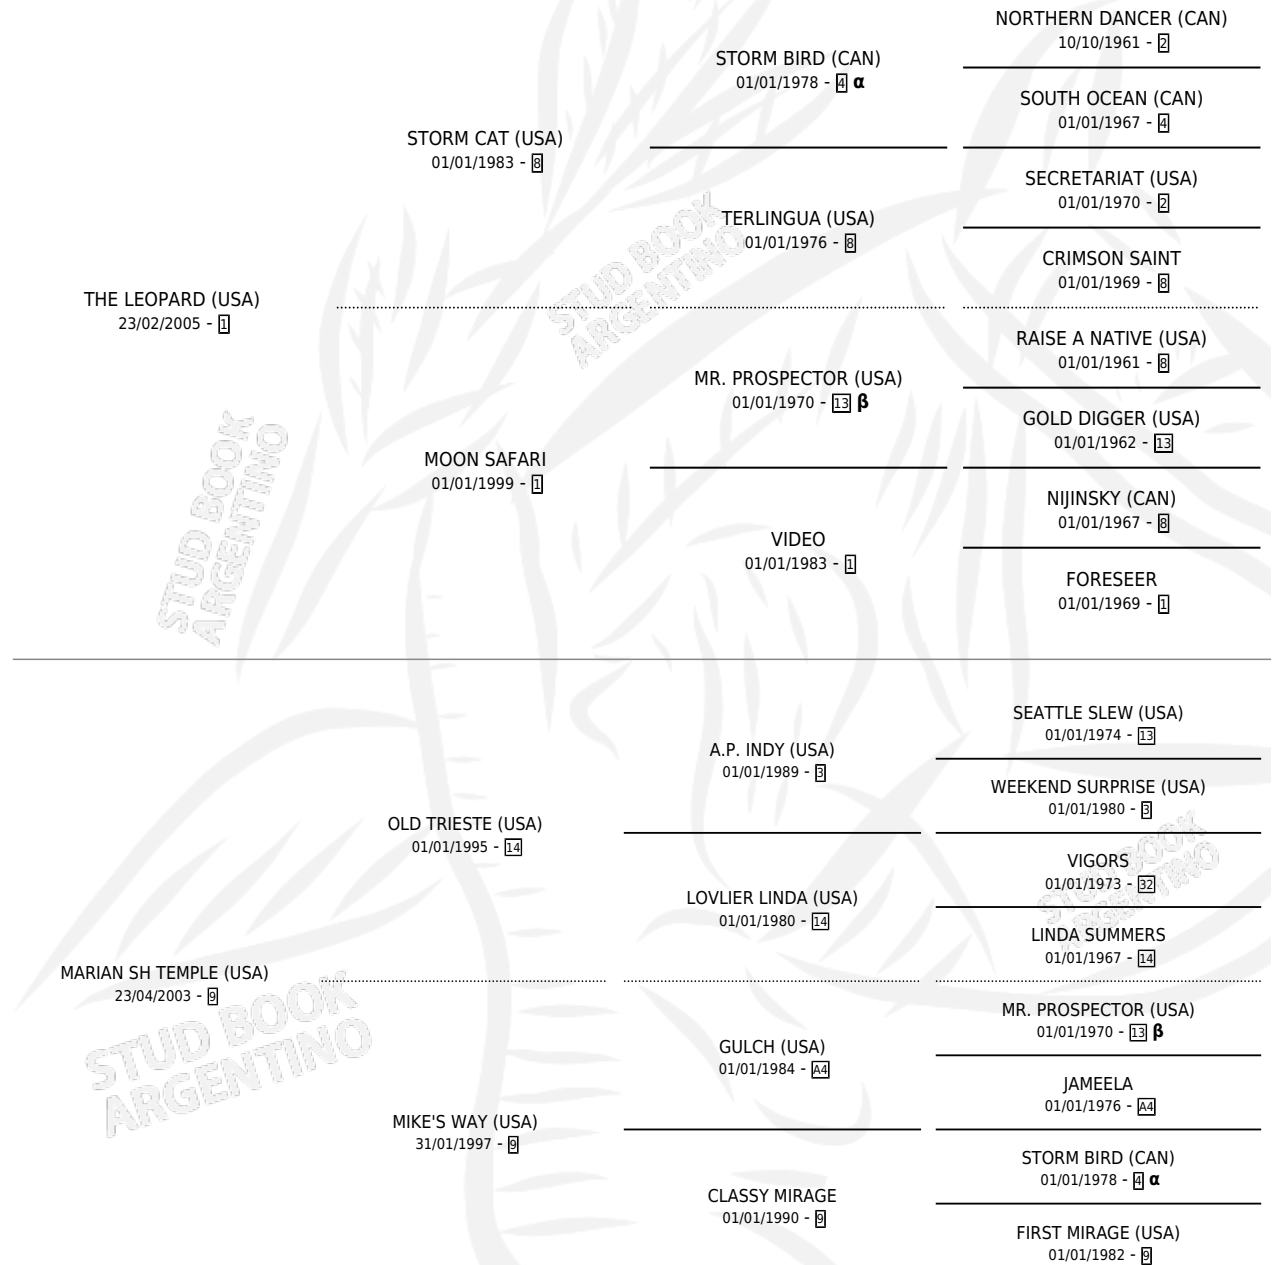 NORTHERN DANCER (CAN)
10/10/1961 - 2
STORM BIRD (CAN)
01/01/1978 - 4 α
SOUTH OCEAN (CAN)
01/01/1967 - 4
STORM CAT (USA)
01/01/1983 - 8
SECRETARIAT (USA)
01/01/1970 - 2
TERLINGUA (USA)
01/01/1976 - 8
CRIMSON SAINT
01/01/1969 - 8
THE LEOPARD (USA)
23/02/2005 - 1
RAISE A NATIVE (USA)
01/01/1961 - 8
MR. PROSPECTOR (USA)
01/01/1970 - 13 β
GOLD DIGGER (USA)
01/01/1962 - 13
MOON SAFARI
01/01/1999 - 1
NIJINSKY (CAN)
01/01/1967 - 8
VIDEO
01/01/1983 - 1
FORESEER
01/01/1969 - 1
SEATTLE SLEW (USA)
01/01/1974 - 13
A.P. INDY (USA)
01/01/1989 - 3
WEEKEND SURPRISE (USA)
01/01/1980 - 3
OLD TRIESTE (USA)
01/01/1995 - 14
VIGORS
01/01/1973 - 32
LOVLIER LINDA (USA)
01/01/1980 - 14
LINDA SUMMERS
01/01/1967 - 14
MARIAN SH TEMPLE (USA)
23/04/2003 - 9
MR. PROSPECTOR (USA)
01/01/1970 - 13 β
GULCH (USA)
01/01/1984 - A4
JAMEELA
01/01/1976 - A4
MIKE'S WAY (USA)
31/01/1997 - 9
STORM BIRD (CAN)
01/01/1978 - 4 α
CLASSY MIRAGE
01/01/1990 - 9
FIRST MIRAGE (USA)
01/01/1982 - 9
STUD BOOK
ARGENTINO
STUD BOOK
ARGENTINO
STUD BOOK
ARGENTINO
STUD BOOK
ARGENTINO